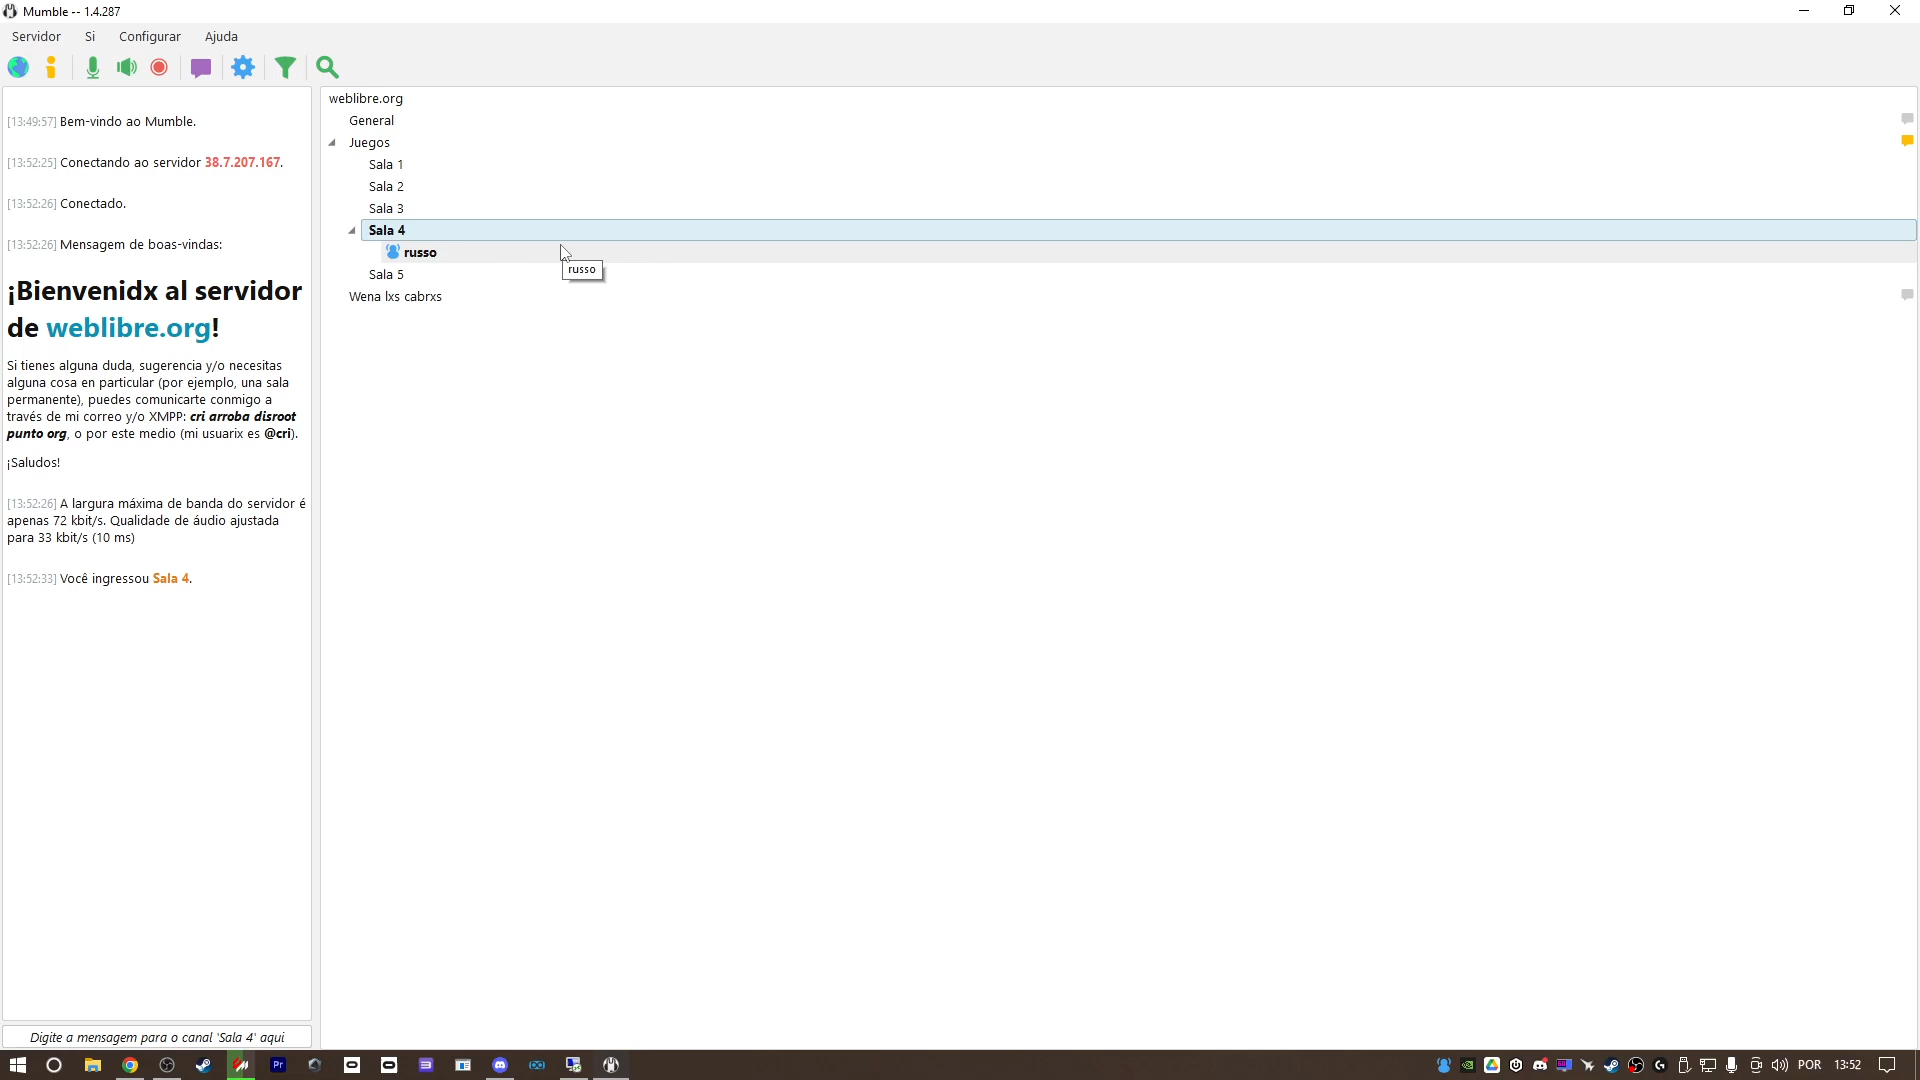 Mumble -- 1.4.287
Servidor Si Configurar Ajuda
[13:49:57] Bem-vindo ao Mumble.
[13:52:25] Conectando ao servidor 38.7.207.167.
[13:52:26] Conectado.
[13:52:26] Mensagem de boas-vindas:
¡Bienvenidx al servidor
de weblibre.org!
Si tienes alguna duda, sugerencia y/o necesitas
alguna cosa en particular (por ejemplo, una sala
permanente), puedes comunicarte conmigo a
través de mi correo y/o XMPP: cri arroba disroot
punto org, o por este medio (mi usuarix es @cri).
¡Saludos!
[13:52:26] A largura máxima de banda do servidor é
apenas 72 kbit/s. Qualidade de áudio ajustada
para 33 kbit/s (10 ms)
[13:52:33] Você ingressou Sala 4.
Digite a mensagem para o canal 'Sala 4' aqui
weblibre.org
General
Juegos
Sala 1
Sala 2
Sala 3
Sala 4
russo
russo
Sala 5
Wena lxs cabrxs
Pr
POR 13:52